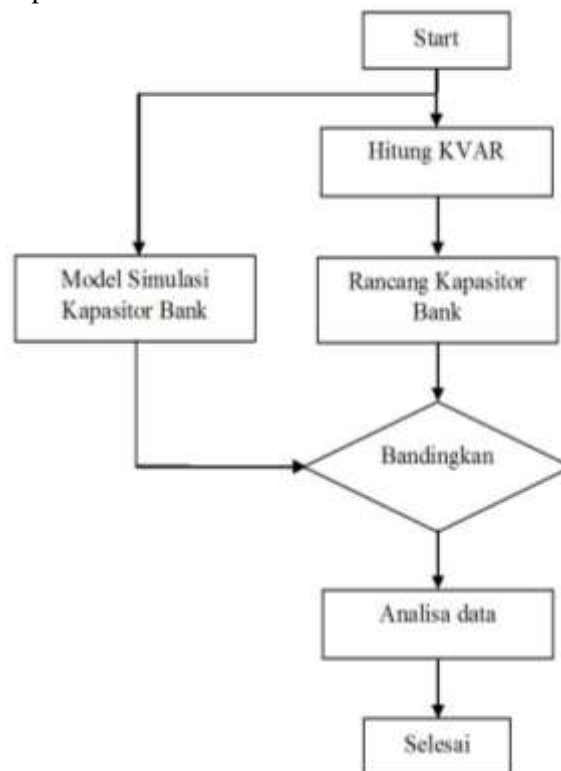 Start
Hitung KVAR
Model Simulasi
Kapasitor Bank
Rancang Kapasitor
Bank
Bandingkan
Analisa data
Selesai